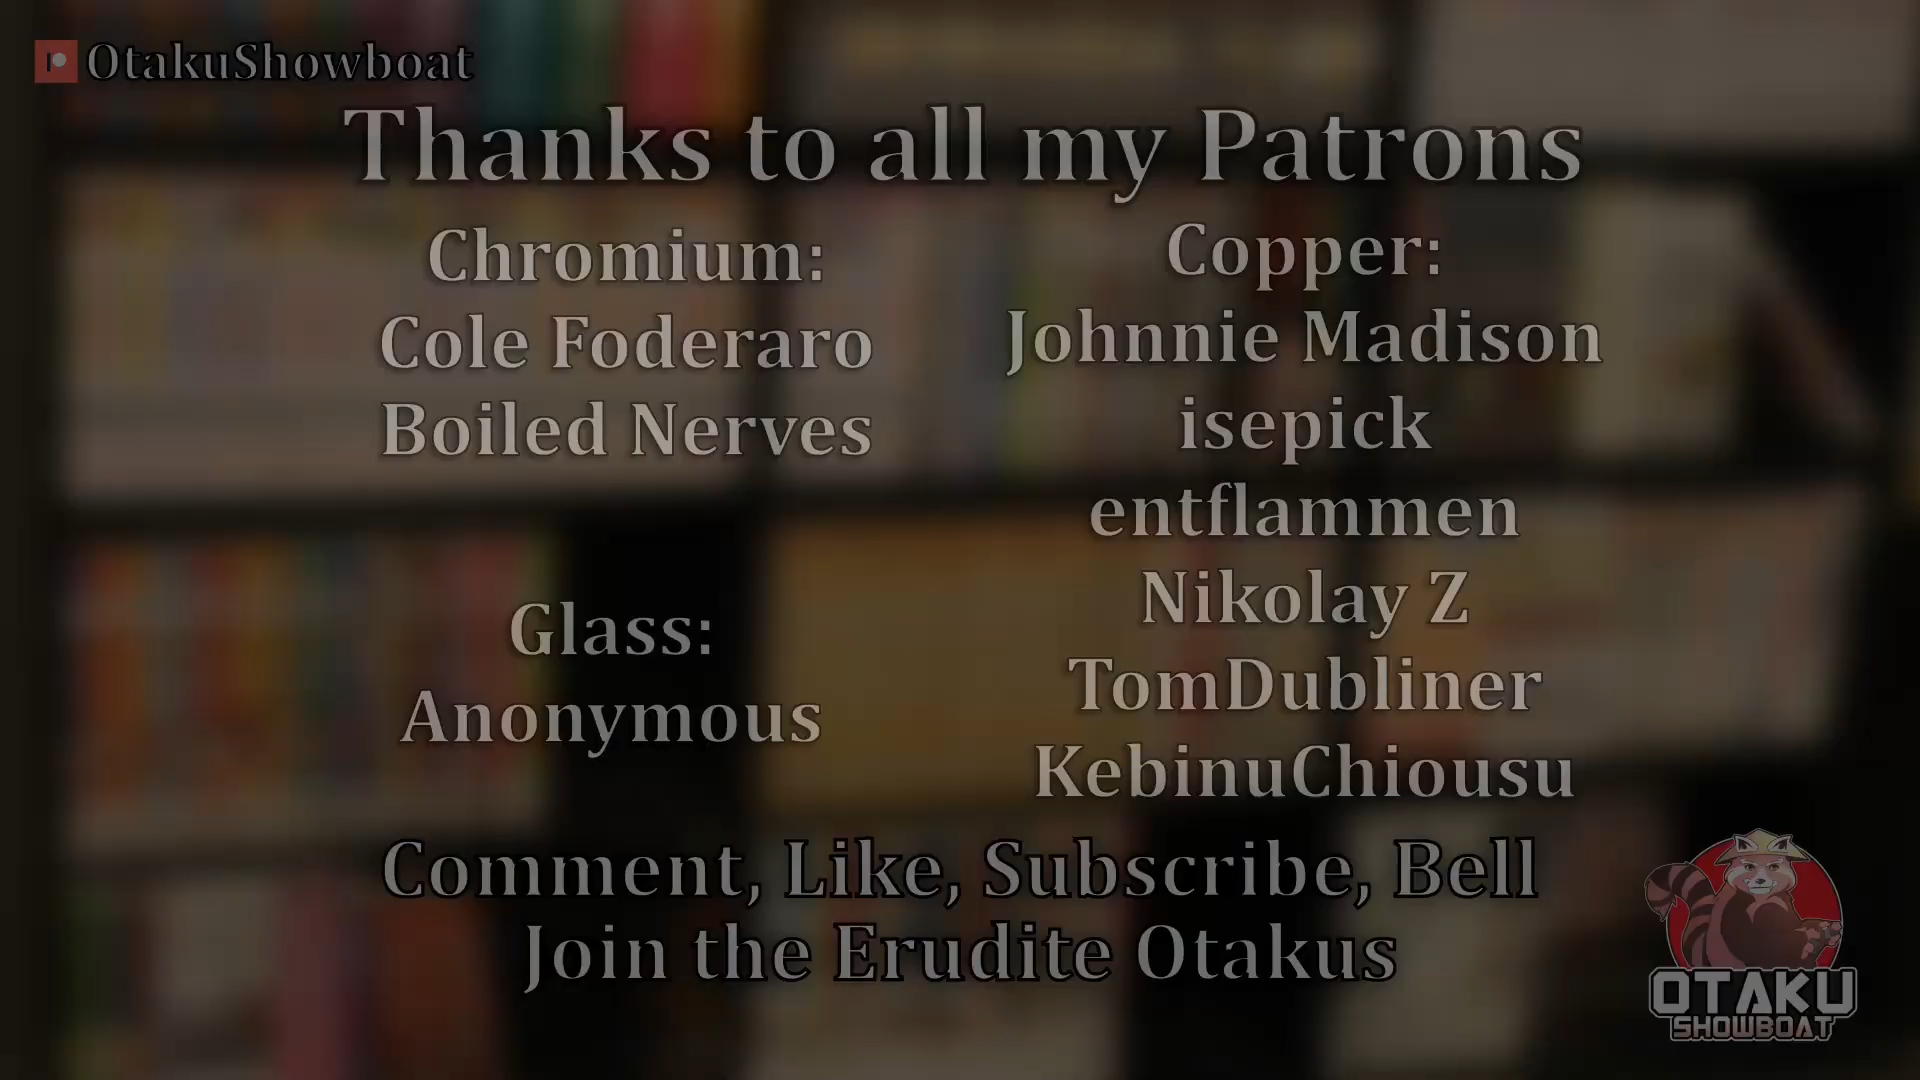 OtakuShowboat
Thanks to all my Patrons
Chromium:
Cole Foderaro
Boiled Nerves
Glass:
Anonymous
Copper:
Johnnie Madison
isepick
entflammen
Nikolay Z
TomDubliner
KebinuChiousu
Comment, Like, Subscribe, Bell
Join the Erudite Otakus
OTAKU
SHOWBOAT